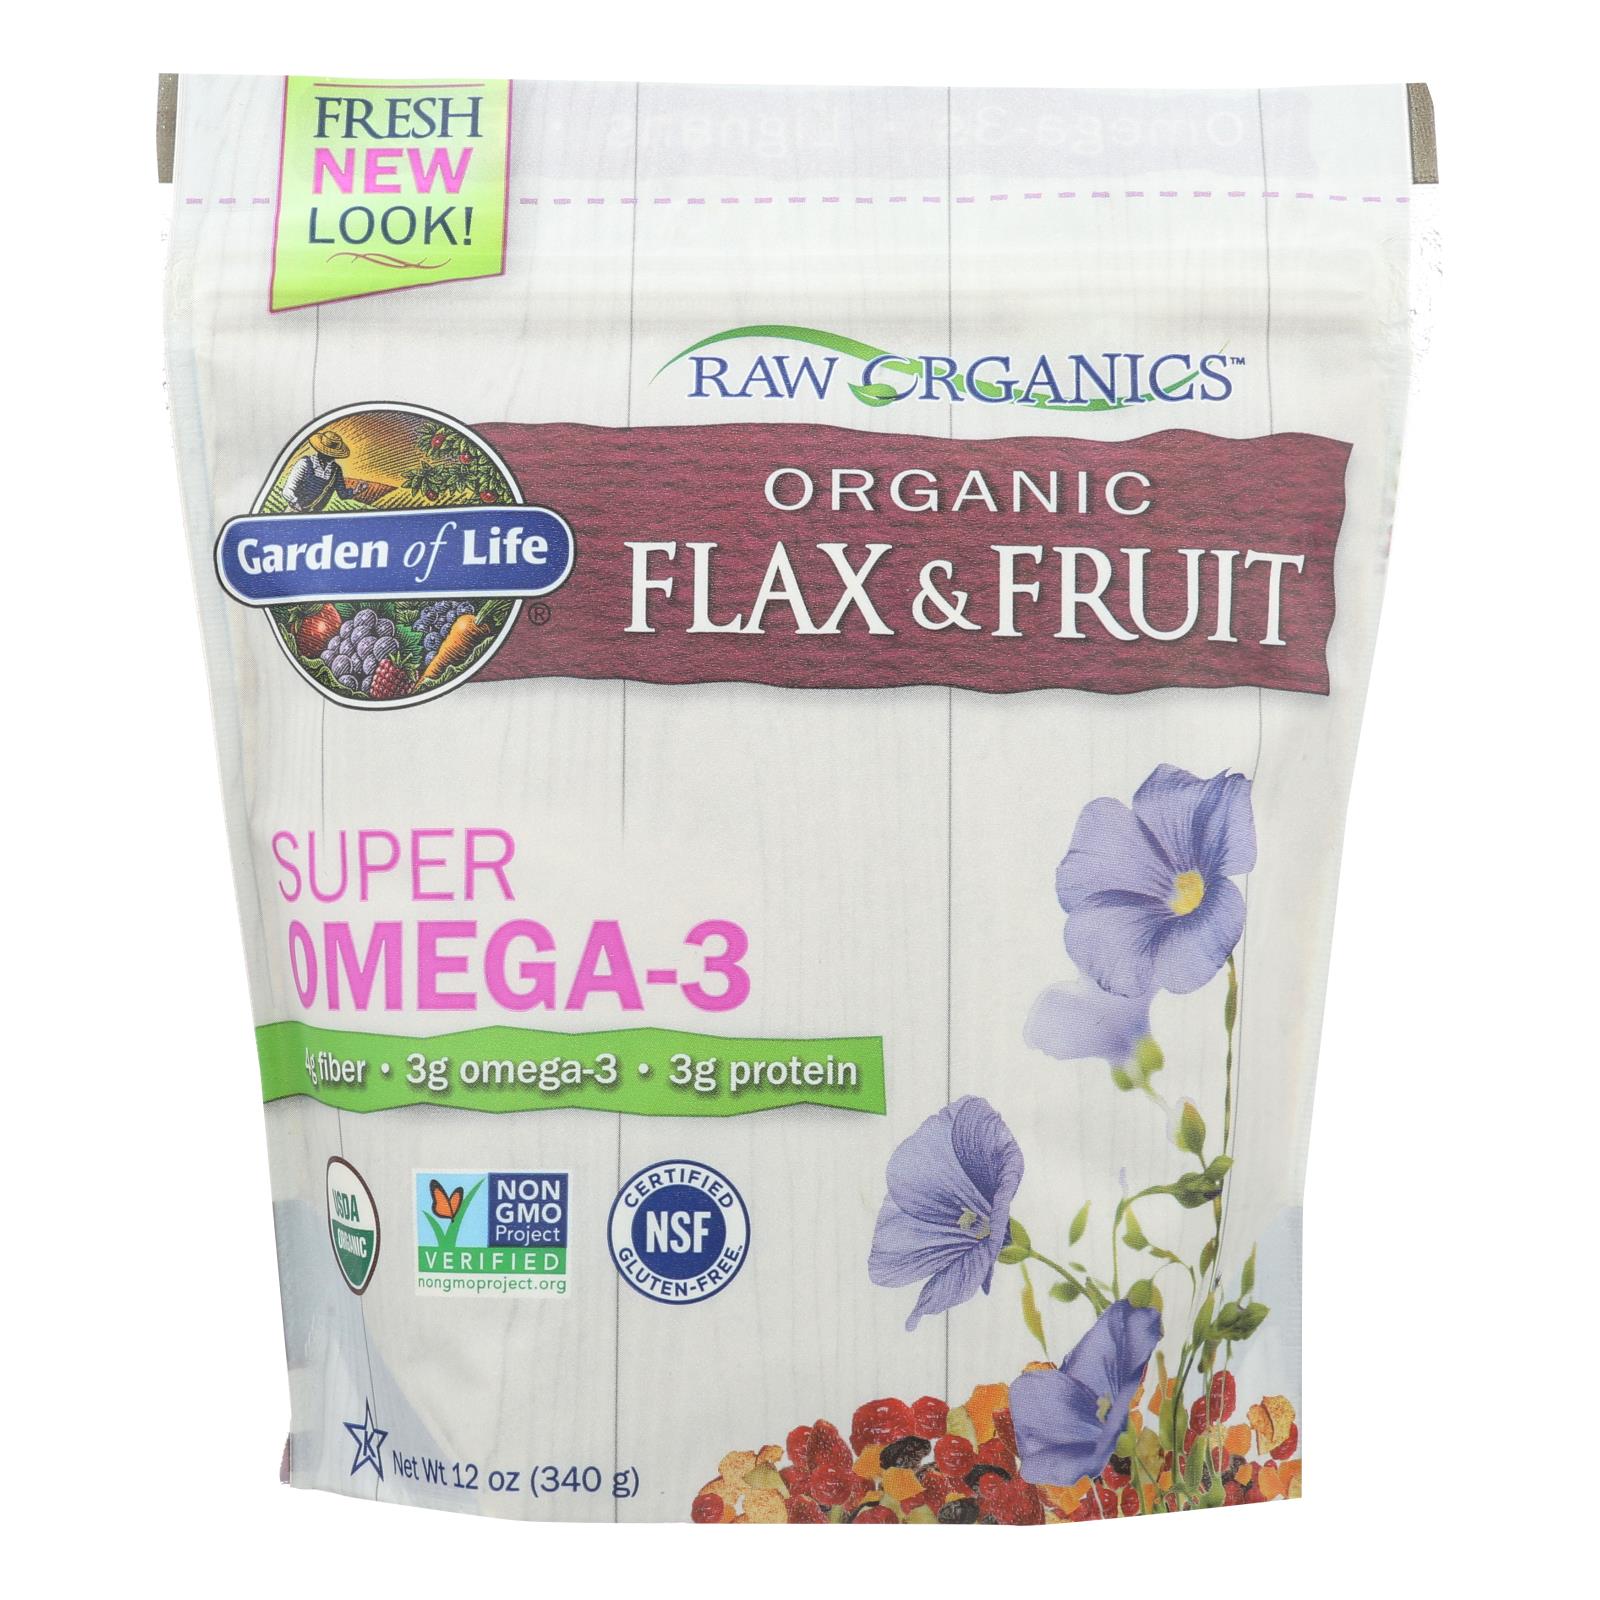 FRESH
NEW
LOOK!
RAW ORGANICS™
Garden of Life®
ORGANIC
FLAX & FRUIT
SUPER
OMEGA-3
4g fiber • 3g omega-3 • 3g protein
USDA
ORGANIC
NON
GMO
Project
VERIFIED
nongmoproject.org
CERTIFIED
NSF
GLUTEN-FREE™
K
Net Wt 12 oz (340 g)